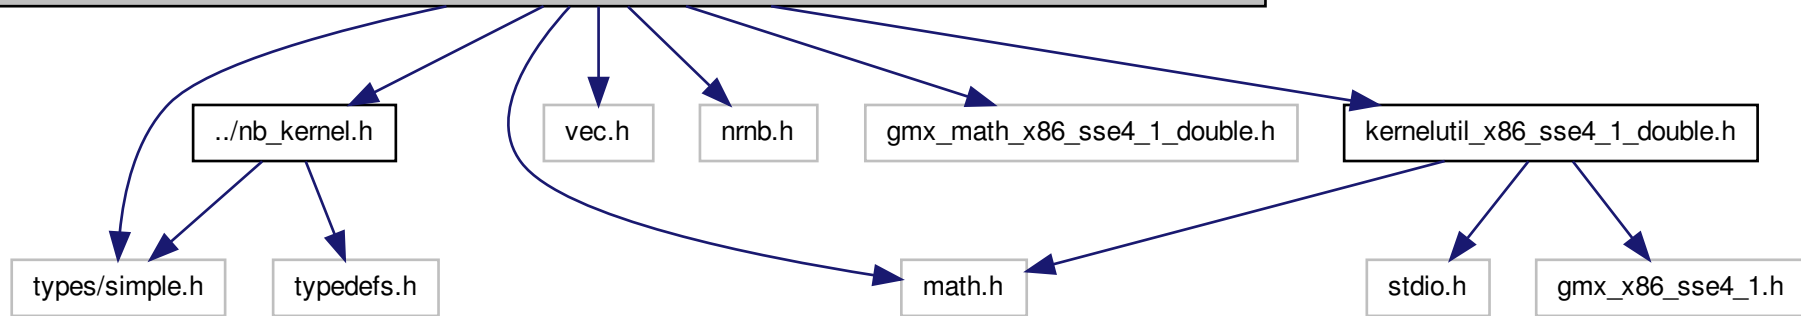 ../nb_kernel.h
vec.h
nrnb.h
gmx_math_x86_sse4_1_double.h
kernelutil_x86_sse4_1_double.h
types/simple.h
typedefs.h
math.h
stdio.h
gmx_x86_sse4_1.h